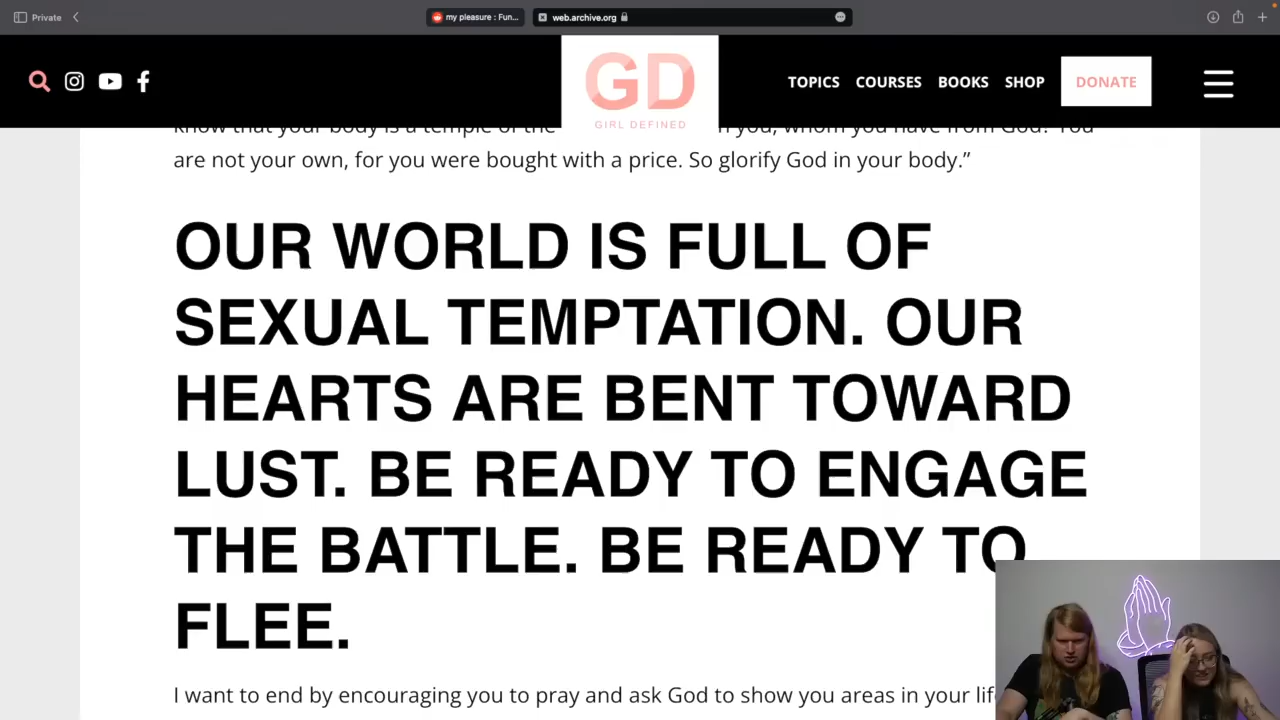 Private
my pleasure : Fun...
web.archive.org
GD
GIRL DEFINED
TOPICS COURSES BOOKS SHOP DONATE
know that your body is a temple of the you, whom you have from God? You
are not your own, for you were bought with a price. So glorify God in your body.”
OUR WORLD IS FULL OF
SEXUAL TEMPTATION. OUR
HEARTS ARE BENT TOWARD
LUST. BE READY TO ENGAGE
THE BATTLE. BE READY TO
FLEE.
I want to end by encouraging you to pray and ask God to show you areas in your